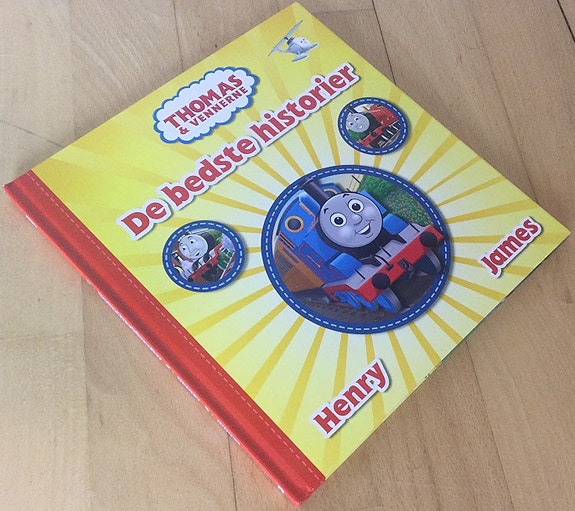 THOMAS
& VENNERNE
De bedste historier
James
Henry